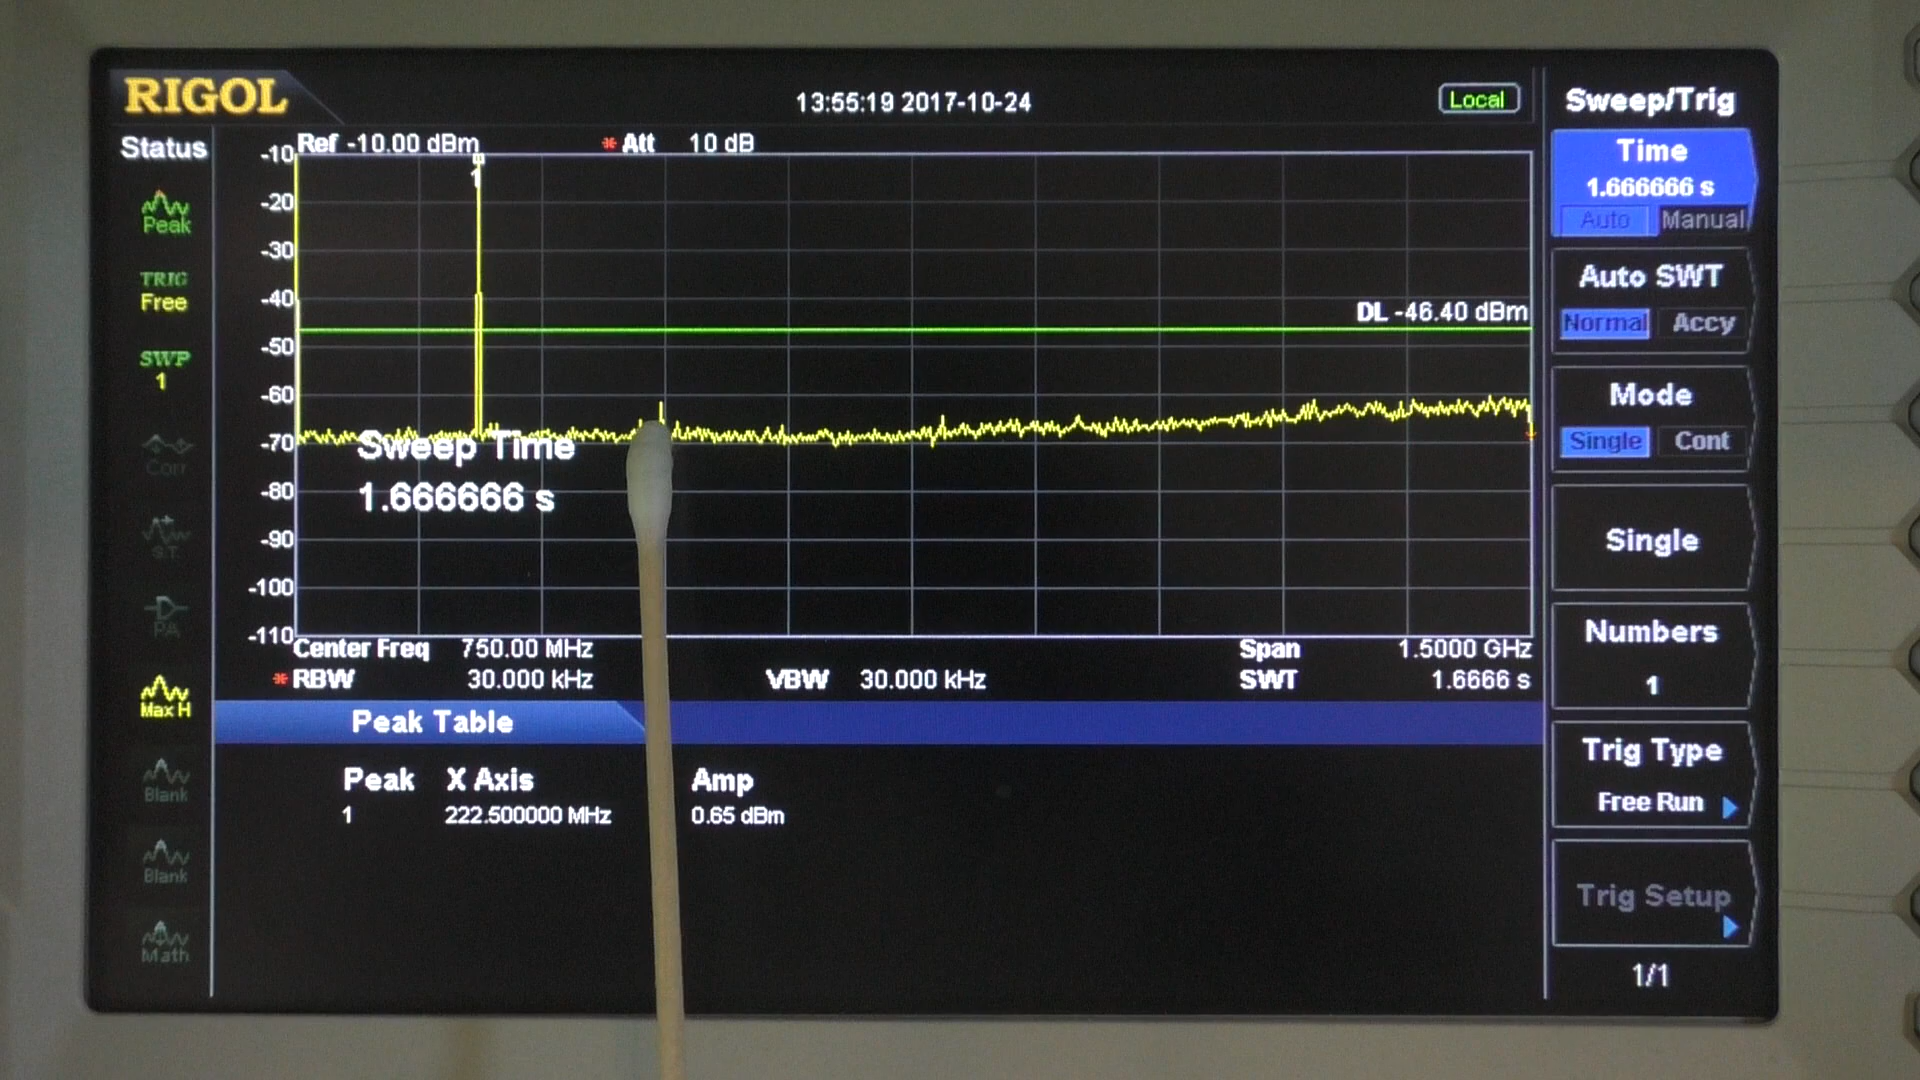 RIGOL
13:55:19 2017-10-24
Local
Status
Peak
TRIG
Free
SWP
1
Corr
S.T.
PA
Max H
Blank
Blank
Math
Ref -10.00 dBm
* Att 10 dB
1
-10
-20
-30
-40
-50
-60
-70
-80
-90
-100
-110
DL -46.40 dBm
Sweep Time
1.666666 s
Center Freq 750.00 MHz
Span 1.5000 GHz
* RBW 30.000 kHz
VBW 30.000 kHz
SWT 1.6666 s
Peak Table
Peak X Axis Amp
1 222.500000 MHz 0.65 dBm
Sweep/Trig
Time
1.666666 s
Auto Manual
Auto SWT
Normal Accy
Mode
Single Cont
Single
Numbers
1
Trig Type
Free Run
Trig Setup
1/1